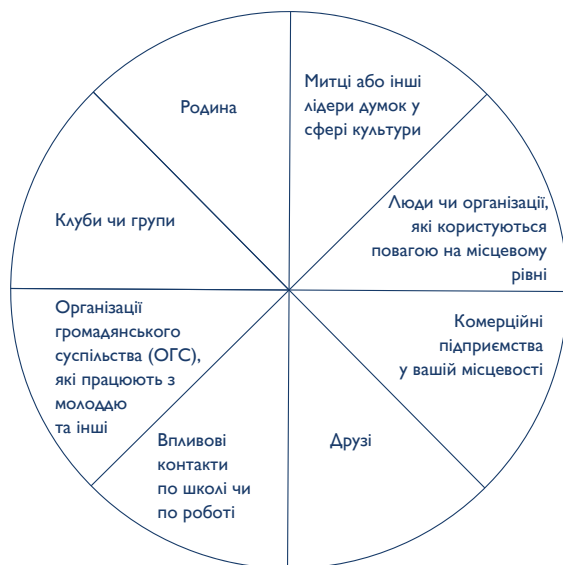 Родина
Митці або інші
лідери думок у
сфері культури
Люди чи організації,
які користуються
повагою на місцевому
рівні
Комерційні
підприємства
у вашій місцевості
Друзі
Впливові
контакти
по школі чи
по роботі
Організації
громадянського
суспільства (ОГС),
які працюють з
молоддю
та інші
Клуби чи групи